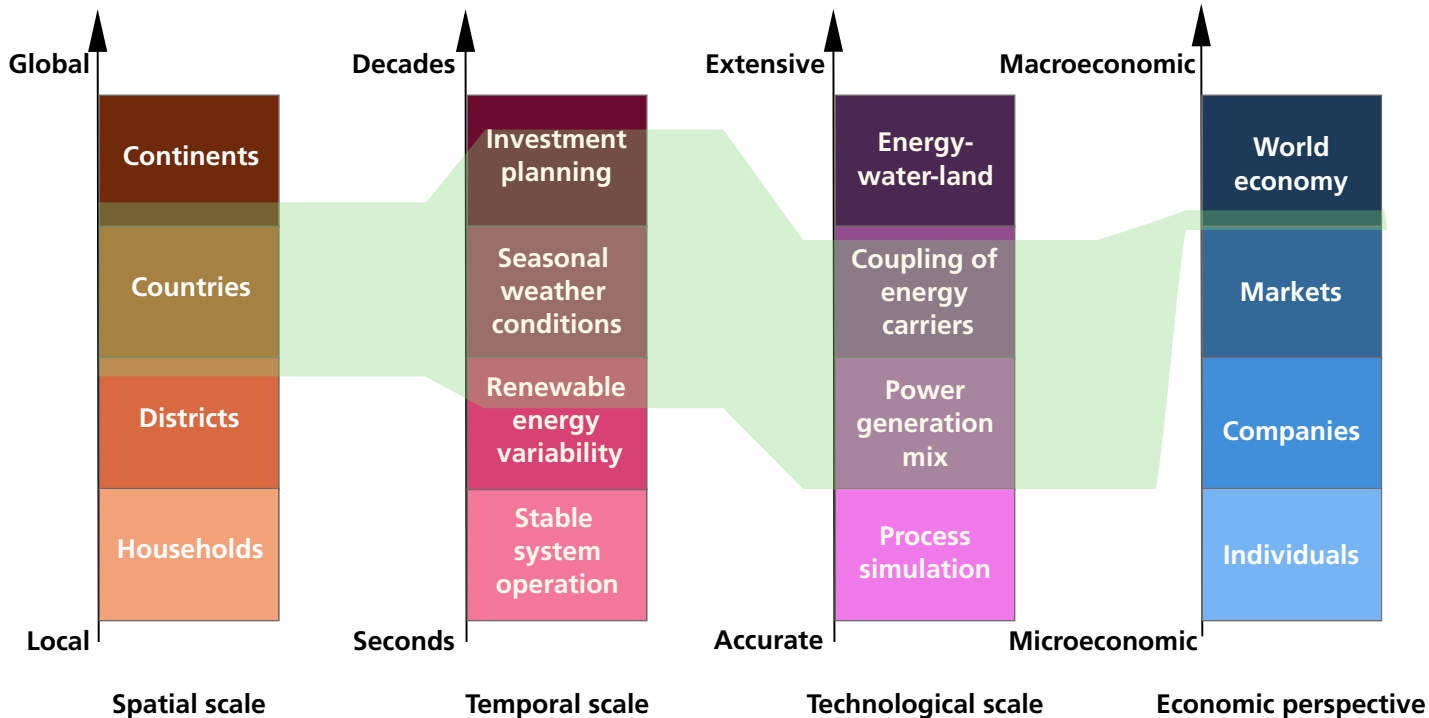 Global
Continents
Countries
Districts
Households
Local
Spatial scale
Decades
Investment
planning
Seasonal
weather
conditions
Renewable
energy
variability
Stable
system
operation
Seconds
Temporal scale
Extensive
Energy-
water-land
Coupling of
energy
carriers
Power
generation
mix
Process
simulation
Accurate
Technological scale
Macroeconomic
World
economy
Markets
Companies
Individuals
Microeconomic
Economic perspective